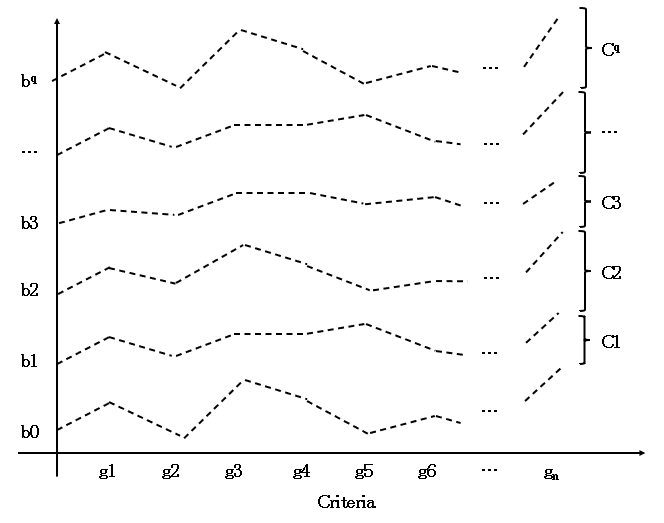 b^q ... C^q
... ...
b3 ... C3
b2 ... C2
b1 ... C1
b0 ...
g1 g2 g3 g4 g5 g6 ... g_n
Criteria